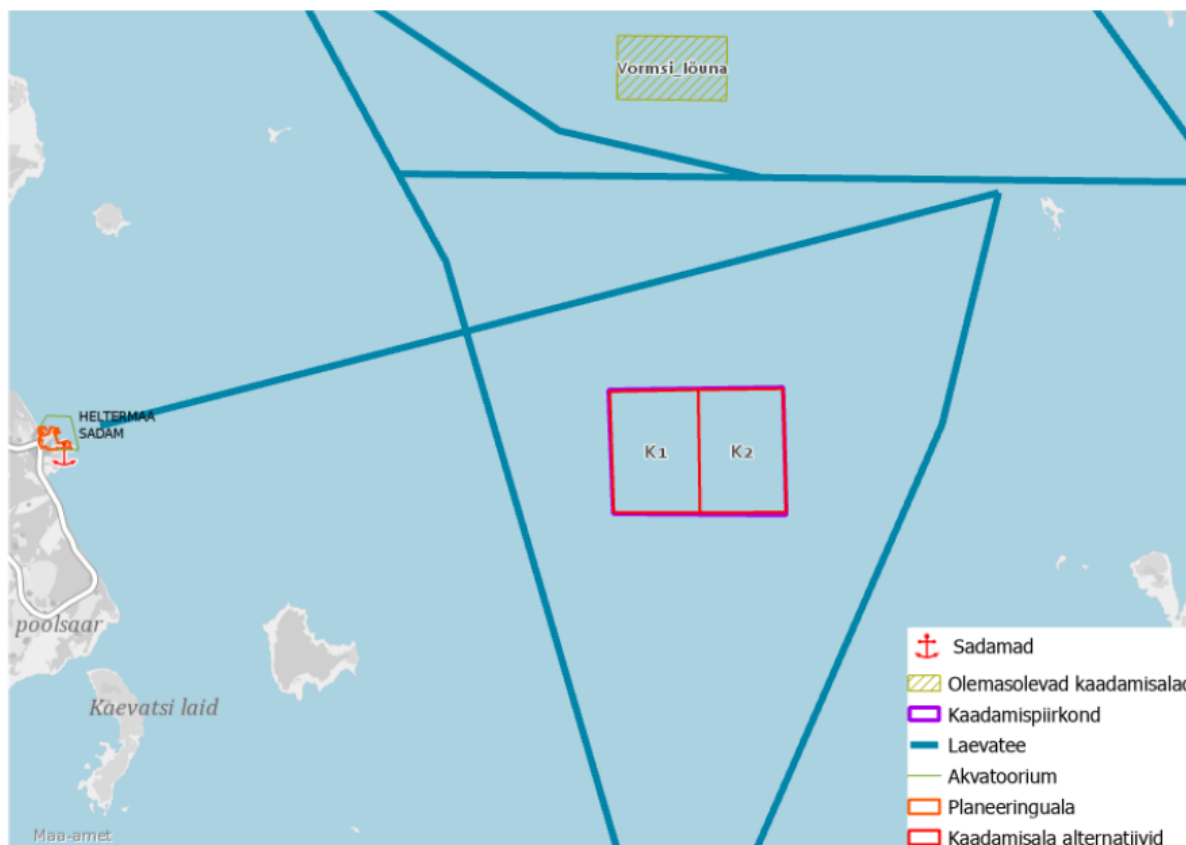 Vormsi_lõuna
HELTERMAA
SADAM
K1
K2
poolsaar
Kaevatsi laid
Maa-amet
Sadamad
Olemasolevad kaadamisalad
Kaadamispiirkond
Laevatee
Akvatoorium
Planeeringuala
Kaadamisala alternatiivid